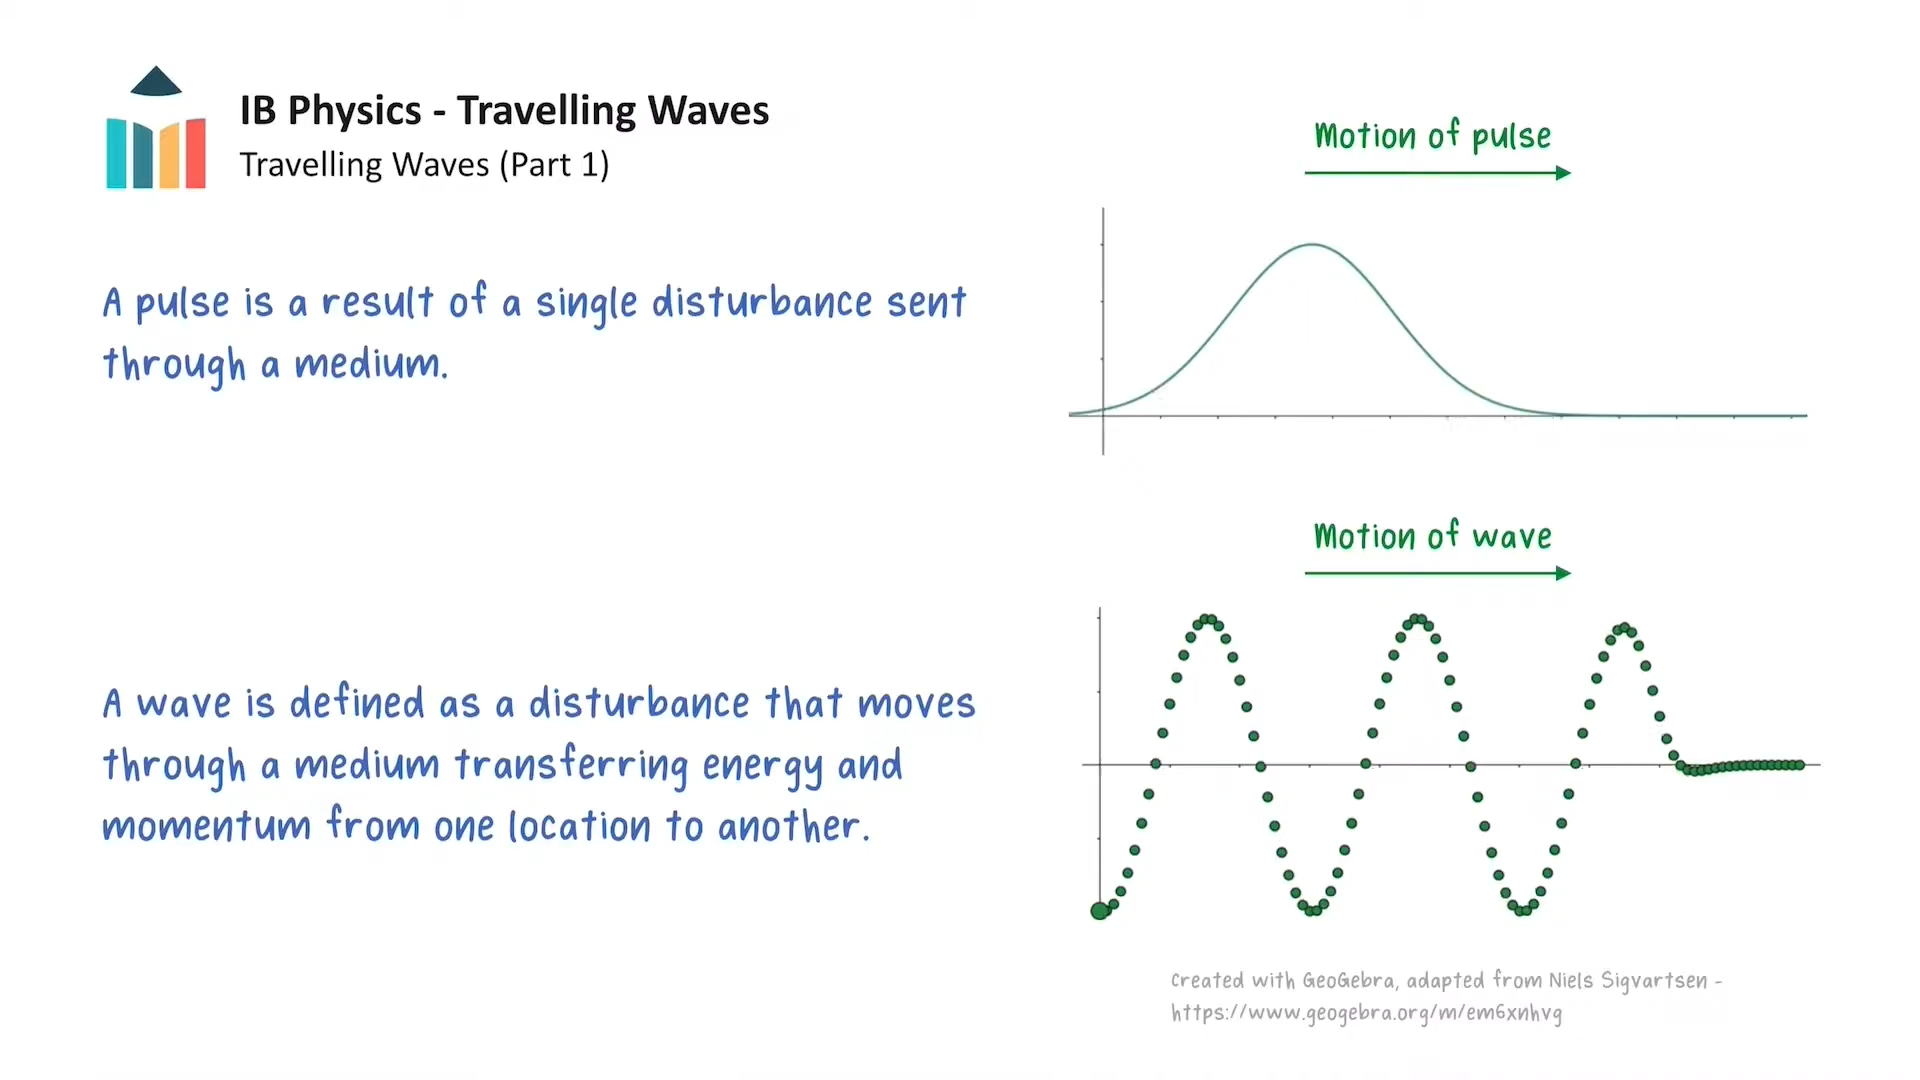 IB Physics - Travelling Waves
Travelling Waves (Part 1)
Motion of pulse
A pulse is a result of a single disturbance sent
through a medium.
Motion of wave
A wave is defined as a disturbance that moves
through a medium transferring energy and
momentum from one location to another.
Created with GeoGebra, adapted from Niels Sigvartsen -
https://www.geogebra.org/m/em6xnhvg